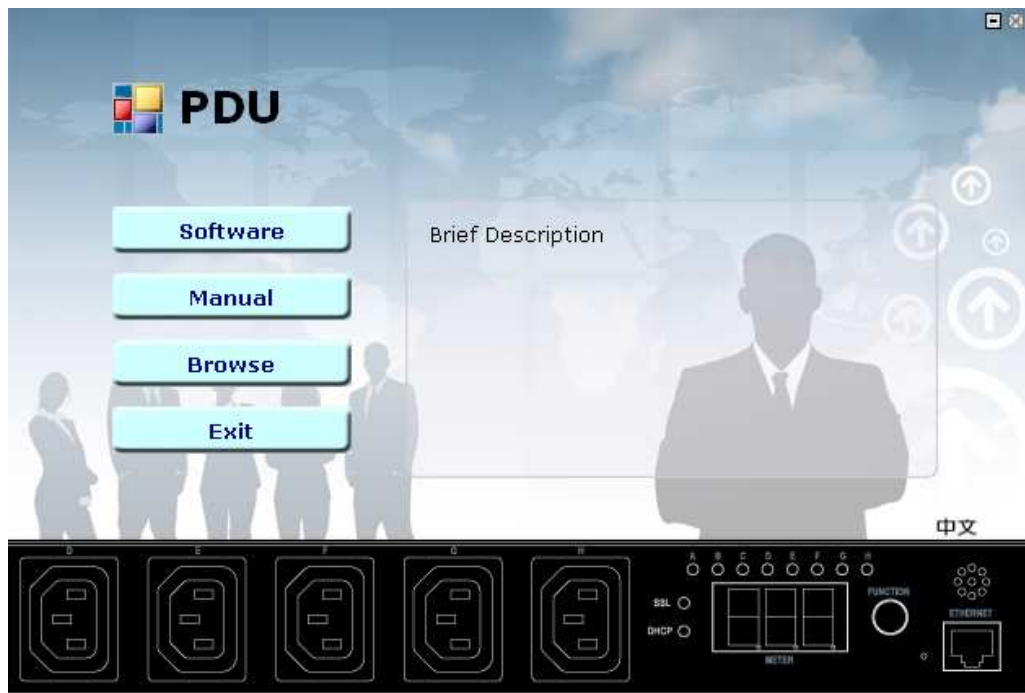 PDU
Software
Brief Description
Manual
Browse
Exit
中文
D E F G H
A B C D E F G H
SSL
DHCP
FUNCTION
ETHERNET
METER